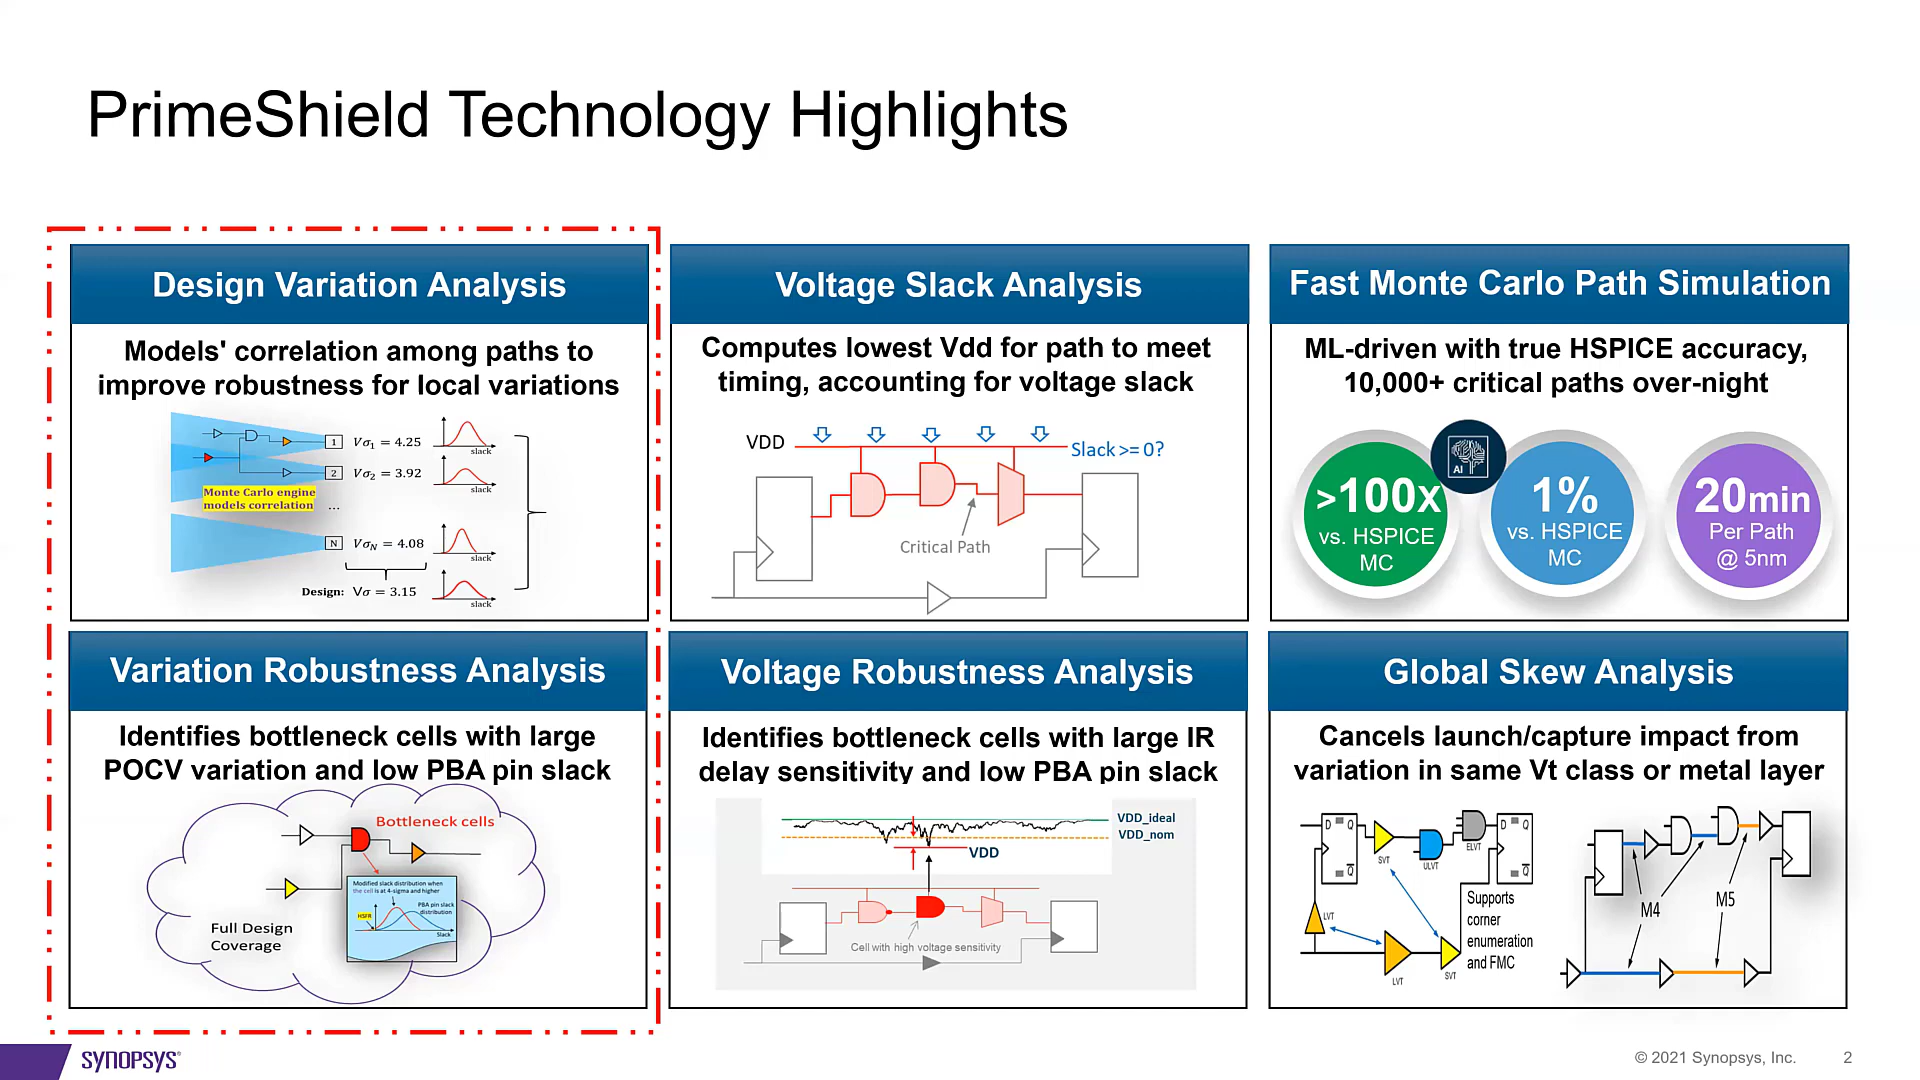 PrimeShield Technology Highlights
Design Variation Analysis
Models' correlation among paths to
improve robustness for local variations
1
Vσ₁ = 4.25
slack
2
Vσ₂ = 3.92
slack
Monte Carlo engine
models correlation
...
N
Vσ_N = 4.08
slack
Design: Vσ = 3.15
slack
Voltage Slack Analysis
Computes lowest Vdd for path to meet
timing, accounting for voltage slack
VDD
Slack >= 0?
Critical Path
Fast Monte Carlo Path Simulation
ML-driven with true HSPICE accuracy,
10,000+ critical paths over-night
AI
>100X
vs. HSPICE
MC
1%
vs. HSPICE
MC
20min
Per Path
@ 5nm
Variation Robustness Analysis
Identifies bottleneck cells with large
POCV variation and low PBA pin slack
Bottleneck cells
Modified slack distribution when
the cell is at 4-sigma and higher
PBA pin slack
distribution
HSFR
Slack
Full Design
Coverage
Voltage Robustness Analysis
Identifies bottleneck cells with large IR
delay sensitivity and low PBA pin slack
VDD_ideal
VDD_nom
VDD
Cell with high voltage sensitivity
Global Skew Analysis
Cancels launch/capture impact from
variation in same Vt class or metal layer
D Q
Q̅
SVT
ULVT
ELVT
D Q
Q̅
LVT
LVT
SVT
Supports
corner
enumeration
and FMC
M4
M5
SYNOPSYS®
© 2021 Synopsys, Inc.
2